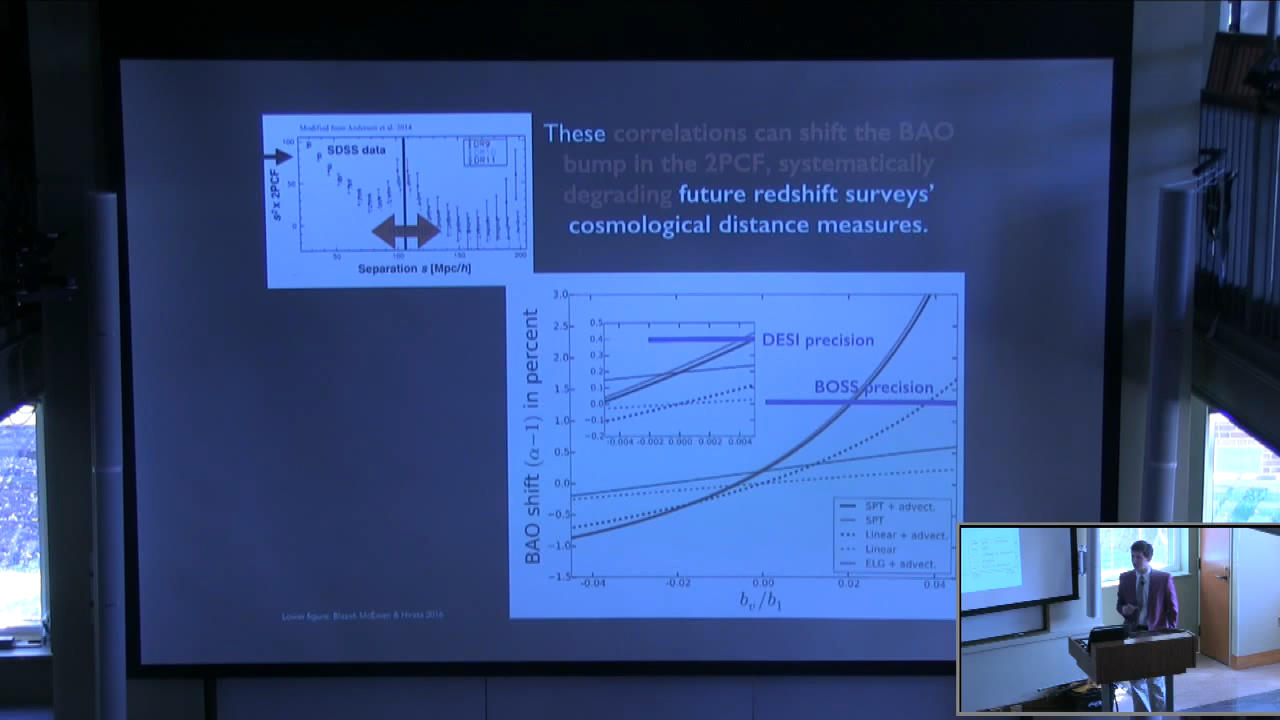 Modified from Anderson et al. 2014
These correlations can shift the BAO
bump in the 2PCF, systematically
degrading future redshift surveys'
cosmological distance measures.
SDSS data
DR9
DR11
100
50
0
s² x 2PCF
50
100
150
200
Separation s [Mpc/h]
BAO shift (α−1) in percent
3.0
2.5
2.0
1.5
1.0
0.5
0.0
−0.5
−1.0
−1.5
0.5
0.4
0.3
0.2
0.1
0.0
−0.1
−0.2
-0.004
-0.002
0.000
0.002
0.004
DESI precision
BOSS precision
SPT + advect.
SPT
Linear + advect.
Linear
ELG + advect.
-0.04
-0.02
0.00
0.02
0.04
bv/b1
Lower figure: Blazek McEwen & Hirata 2016